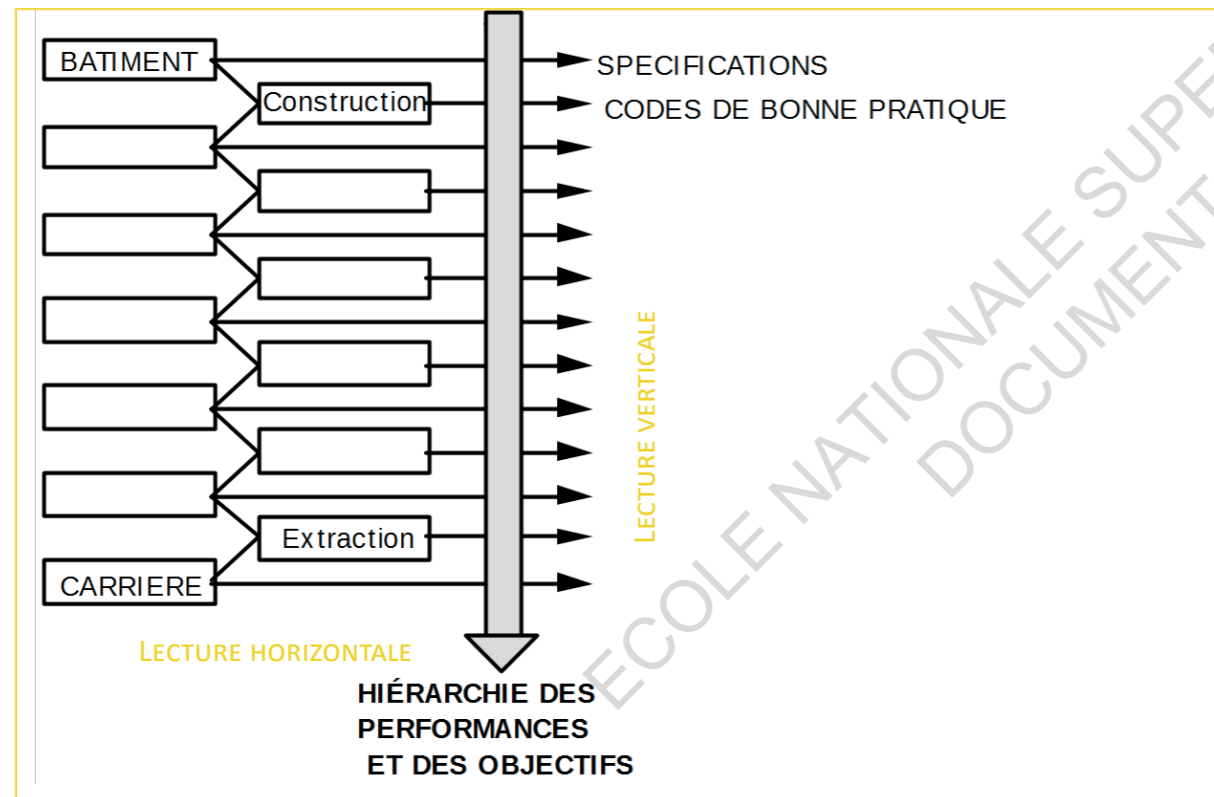 BATIMENT
SPECIFICATIONS
Construction
CODES DE BONNE PRATIQUE
Extraction
CARRIERE
LECTURE VERTICALE
LECTURE HORIZONTALE
HIÉRARCHIE DES
PERFORMANCES
ET DES OBJECTIFS
ECOLE NATIONALE
DOCUMENT